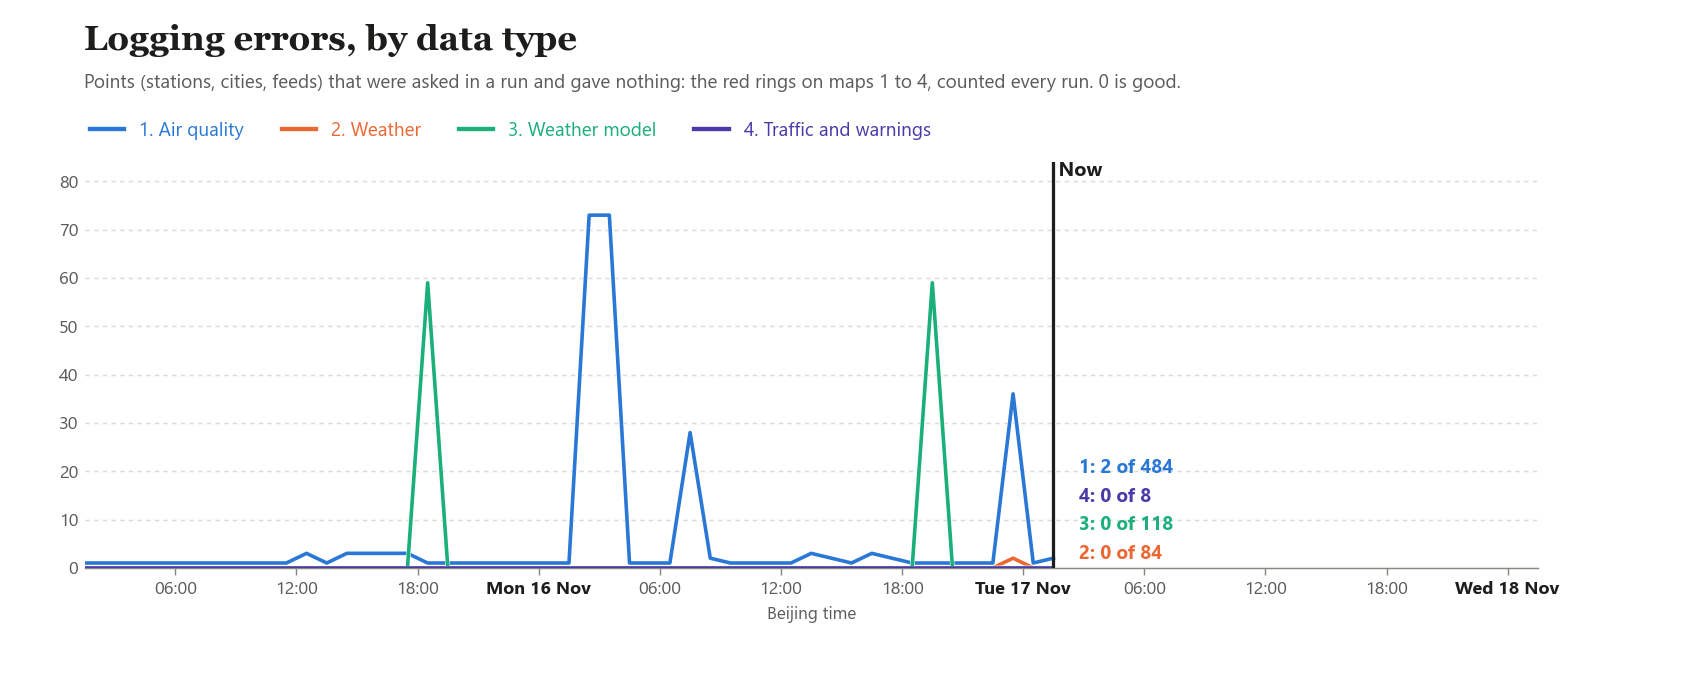 Logging errors, by data type
Points (stations, cities, feeds) that were asked in a run and gave nothing: the red rings on maps 1 to 4, counted every run. 0 is good.
1. Air quality 2. Weather 3. Weather model 4. Traffic and warnings
Now
80
70
60
50
40
30
20
10
0
1: 2 of 484
4: 0 of 8
3: 0 of 118
2: 0 of 84
06:00 12:00 18:00 Mon 16 Nov 06:00 12:00 18:00 Tue 17 Nov 06:00 12:00 18:00 Wed 18 Nov
Beijing time